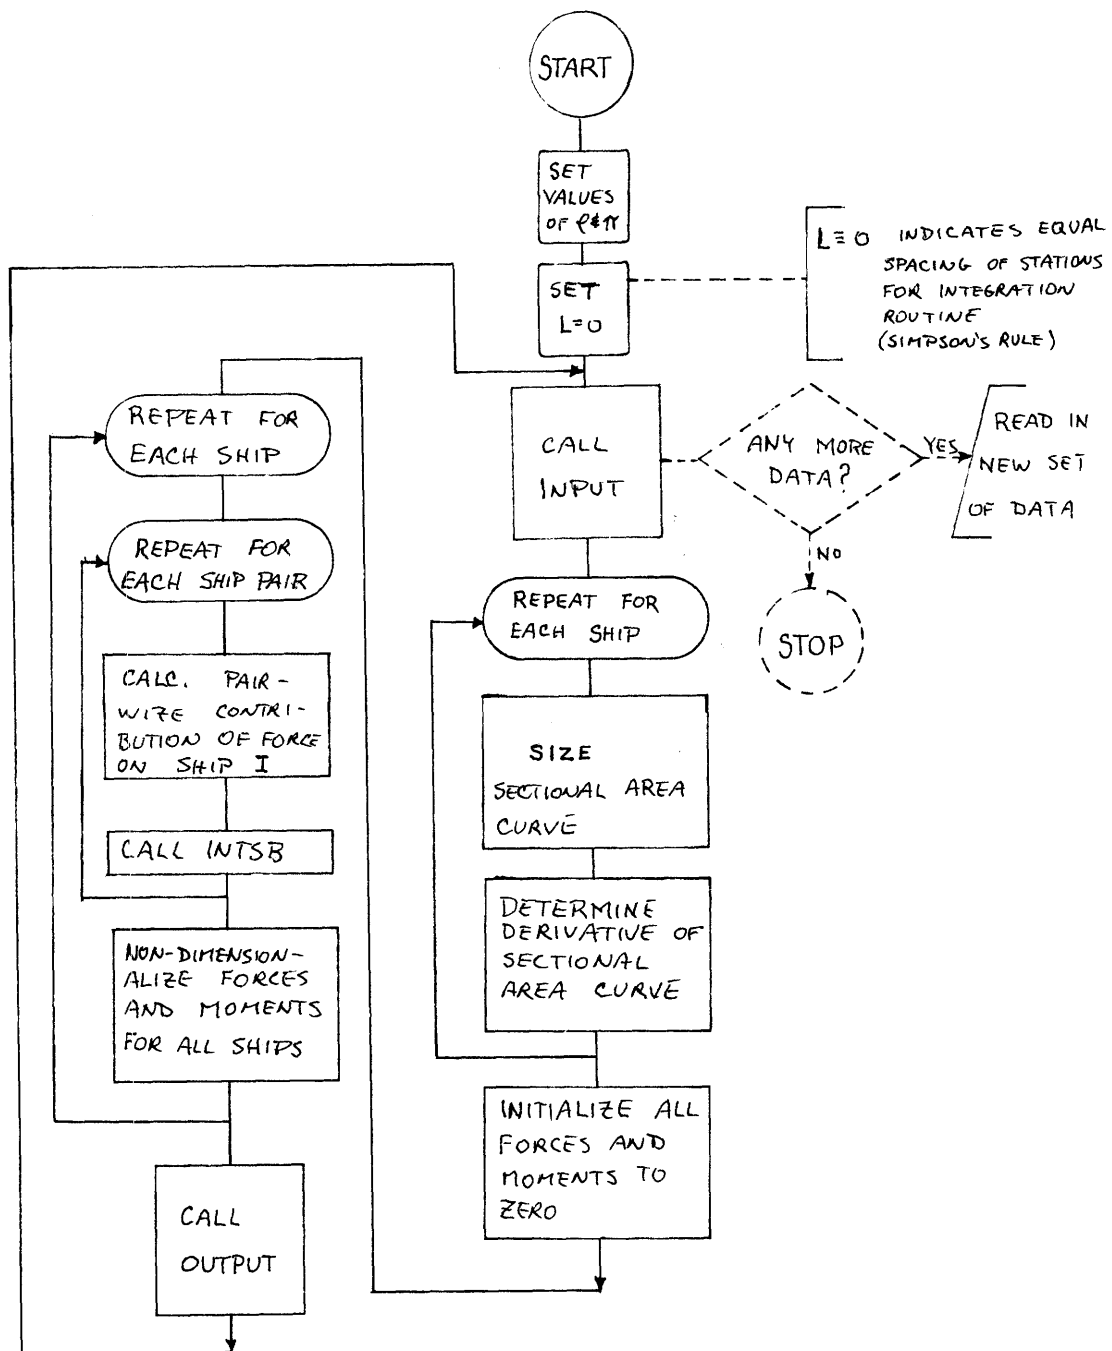 START
SET
VALUES
OF ρ & π
SET
L=0
L≡0 INDICATES EQUAL
SPACING OF STATIONS
FOR INTEGRATION
ROUTINE
(SIMPSON'S RULE)
CALL
INPUT
ANY MORE
DATA?
YES
READ IN
NEW SET
OF DATA
NO
STOP
REPEAT FOR
EACH SHIP
SIZE
SECTIONAL AREA
CURVE
DETERMINE
DERIVATIVE OF
SECTIONAL
AREA CURVE
INITIALIZE ALL
FORCES AND
MOMENTS TO
ZERO
REPEAT FOR
EACH SHIP
REPEAT FOR
EACH SHIP PAIR
CALC. PAIR-
WIZE CONTRI-
BUTION OF FORCE
ON SHIP I
CALL INTSB
NON-DIMENSION-
ALIZE FORCES
AND MOMENTS
FOR ALL SHIPS
CALL
OUTPUT